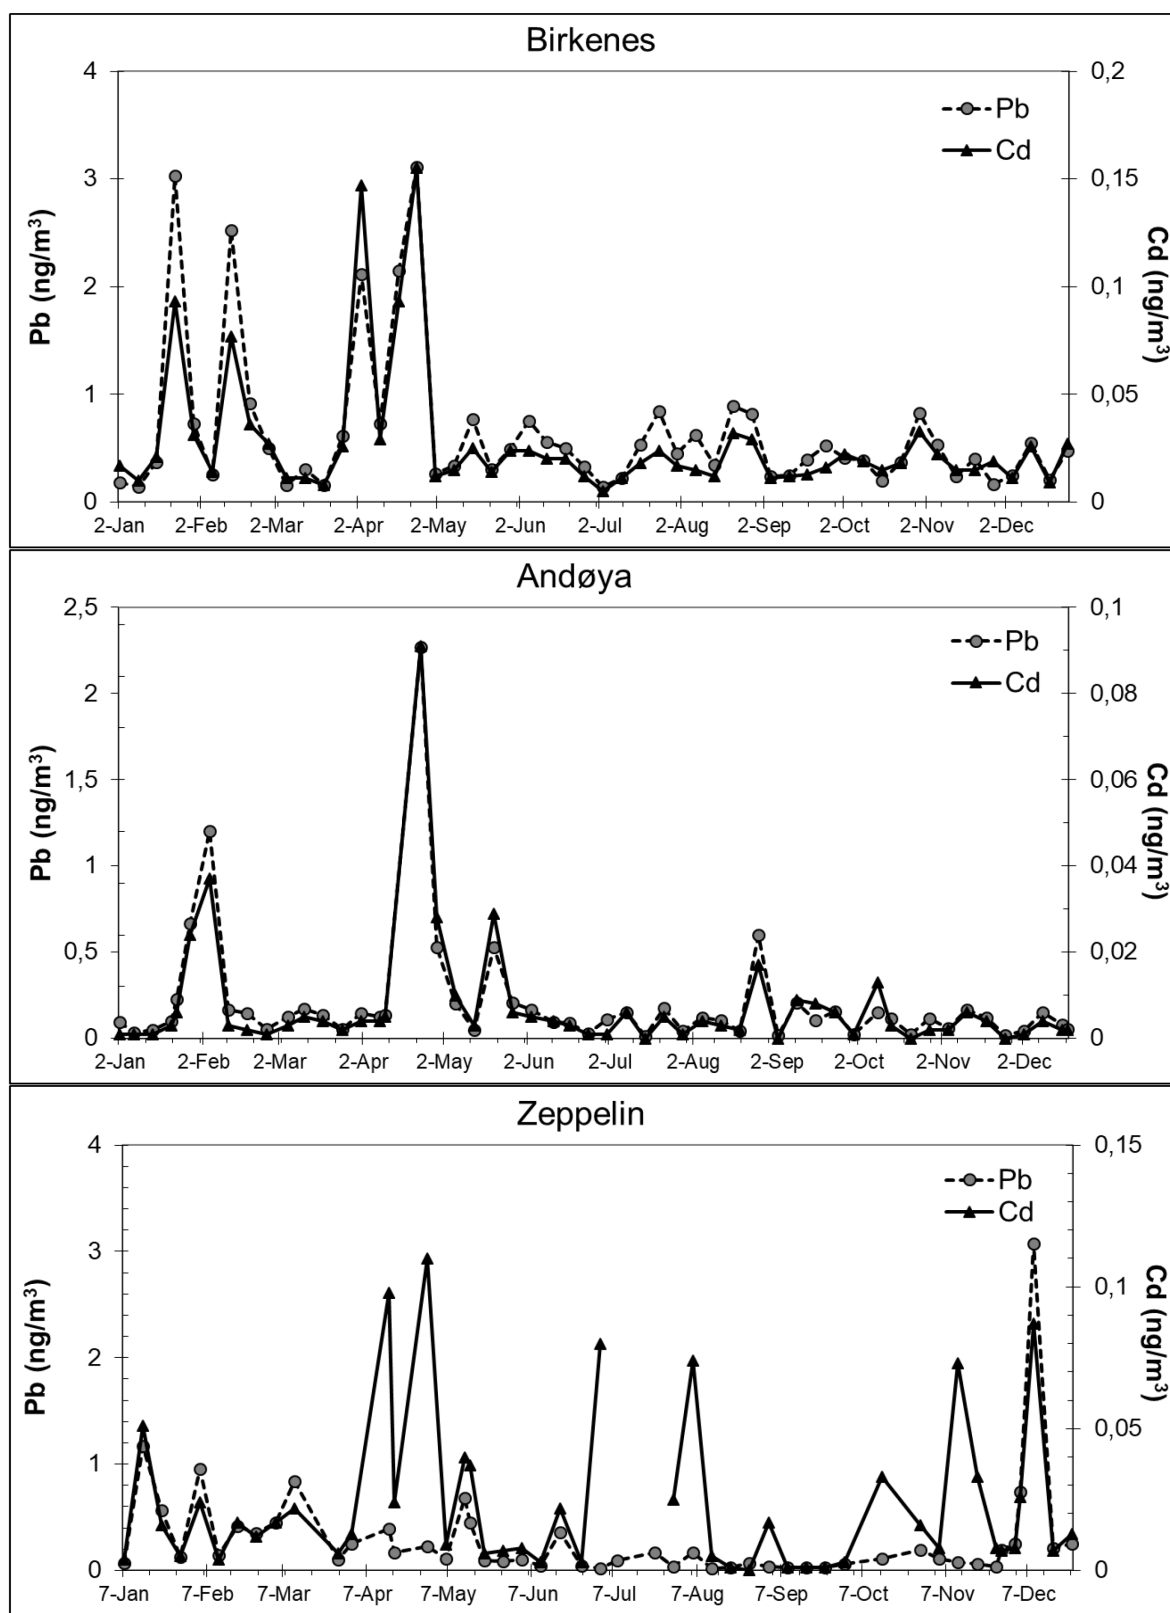 Birkenes
4
3
2
1
0
Pb (ng/m³)
0,2
0,15
0,1
0,05
0
Cd (ng/m³)
Pb
Cd
2-Jan 2-Feb 2-Mar 2-Apr 2-May 2-Jun 2-Jul 2-Aug 2-Sep 2-Oct 2-Nov 2-Dec
Andøya
2,5
2
1,5
1
0,5
0
Pb (ng/m³)
0,1
0,08
0,06
0,04
0,02
0
Cd (ng/m³)
Pb
Cd
2-Jan 2-Feb 2-Mar 2-Apr 2-May 2-Jun 2-Jul 2-Aug 2-Sep 2-Oct 2-Nov 2-Dec
Zeppelin
4
3
2
1
0
Pb (ng/m³)
0,15
0,1
0,05
0
Cd (ng/m³)
Pb
Cd
7-Jan 7-Feb 7-Mar 7-Apr 7-May 7-Jun 7-Jul 7-Aug 7-Sep 7-Oct 7-Nov 7-Dec